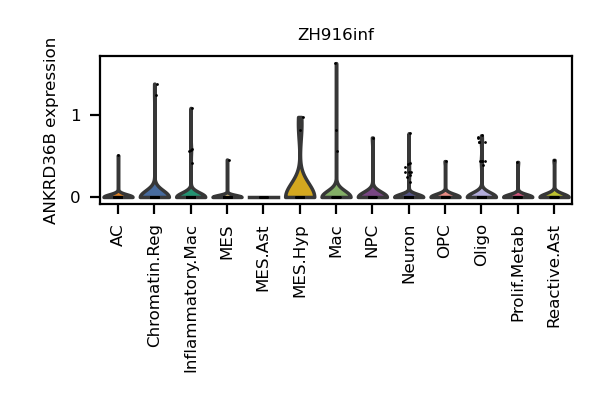 ZH916inf
ANKRD36B expression
1
0
AC
Chromatin.Reg
Inflammatory.Mac
MES
MES.Ast
MES.Hyp
Mac
NPC
Neuron
OPC
Oligo
Prolif.Metab
Reactive.Ast